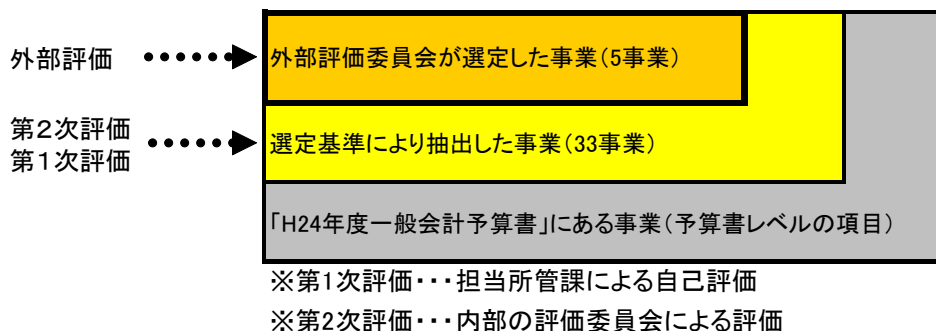 外部評価
外部評価委員会が選定した事業(5事業)
第2次評価
第1次評価
選定基準により抽出した事業(33事業)
「H24年度一般会計予算書」にある事業(予算書レベルの項目)
※第1次評価・・・担当所管課による自己評価
※第2次評価・・・内部の評価委員会による評価